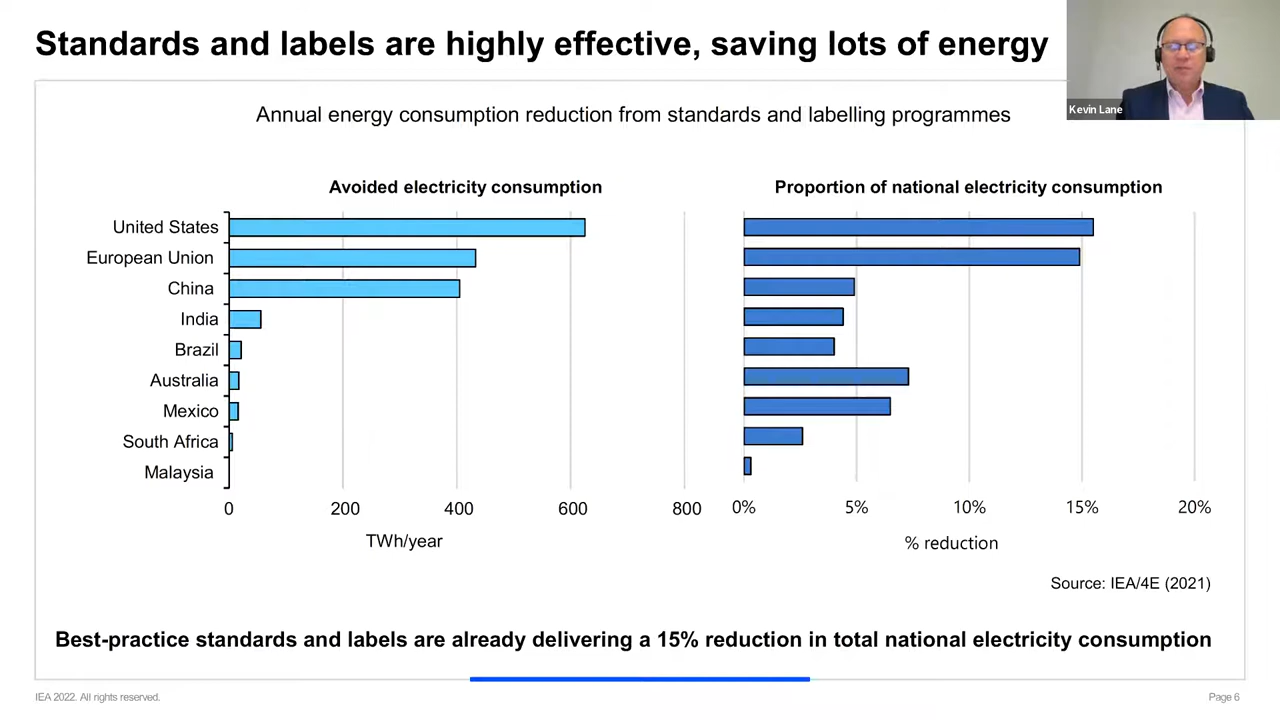 Standards and labels are highly effective, saving lots of energy
Kevin Lane
Annual energy consumption reduction from standards and labelling programmes
Avoided electricity consumption
United States
European Union
China
India
Brazil
Australia
Mexico
South Africa
Malaysia
0 200 400 600 800
TWh/year
Proportion of national electricity consumption
0% 5% 10% 15% 20%
% reduction
Source: IEA/4E (2021)
Best-practice standards and labels are already delivering a 15% reduction in total national electricity consumption
IEA 2022. All rights reserved.
Page 6